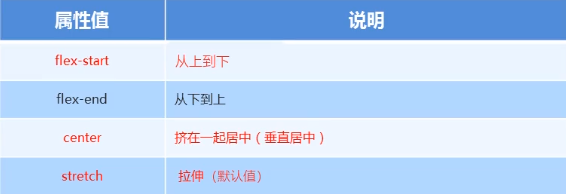 属性值 说明
flex-start 从上到下
flex-end 从下到上
center 挤在一起居中（垂直居中）
stretch 拉伸（默认值）